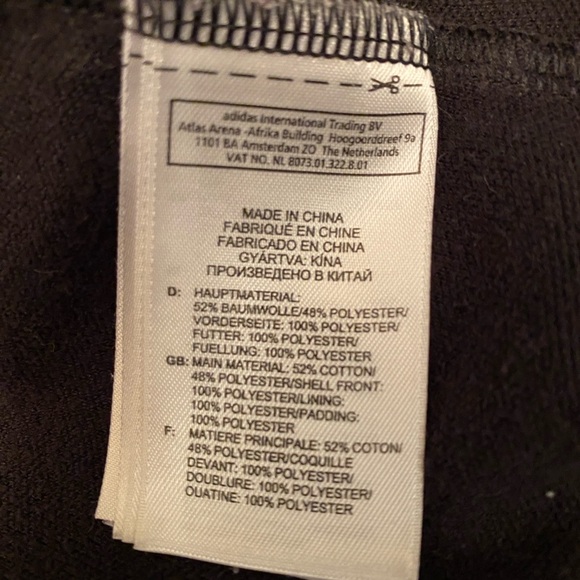 adidas International Trading BV
Atlas Arena -Afrika Building Hoogoorddreef 9a
1101 BA Amsterdam ZO The Netherlands
VAT NO. NL 8073.01.322.B.01
MADE IN CHINA
FABRIQUÉ EN CHINE
FABRICADO EN CHINA
GYÁRTVA: KÍNA
ПРОИЗВЕДЕНО В КИТАЙ
D: HAUPTMATERIAL:
52% BAUMWOLLE/48% POLYESTER/
VORDERSEITE: 100% POLYESTER/
FUTTER: 100% POLYESTER/
FUELLUNG: 100% POLYESTER
GB: MAIN MATERIAL: 52% COTTON/
48% POLYESTER/SHELL FRONT:
100% POLYESTER/LINING:
100% POLYESTER/PADDING:
100% POLYESTER
F: MATIERE PRINCIPALE: 52% COTON/
48% POLYESTER/COQUILLE
DEVANT: 100% POLYESTER/
DOUBLURE: 100% POLYESTER/
OUATINE: 100% POLYESTER